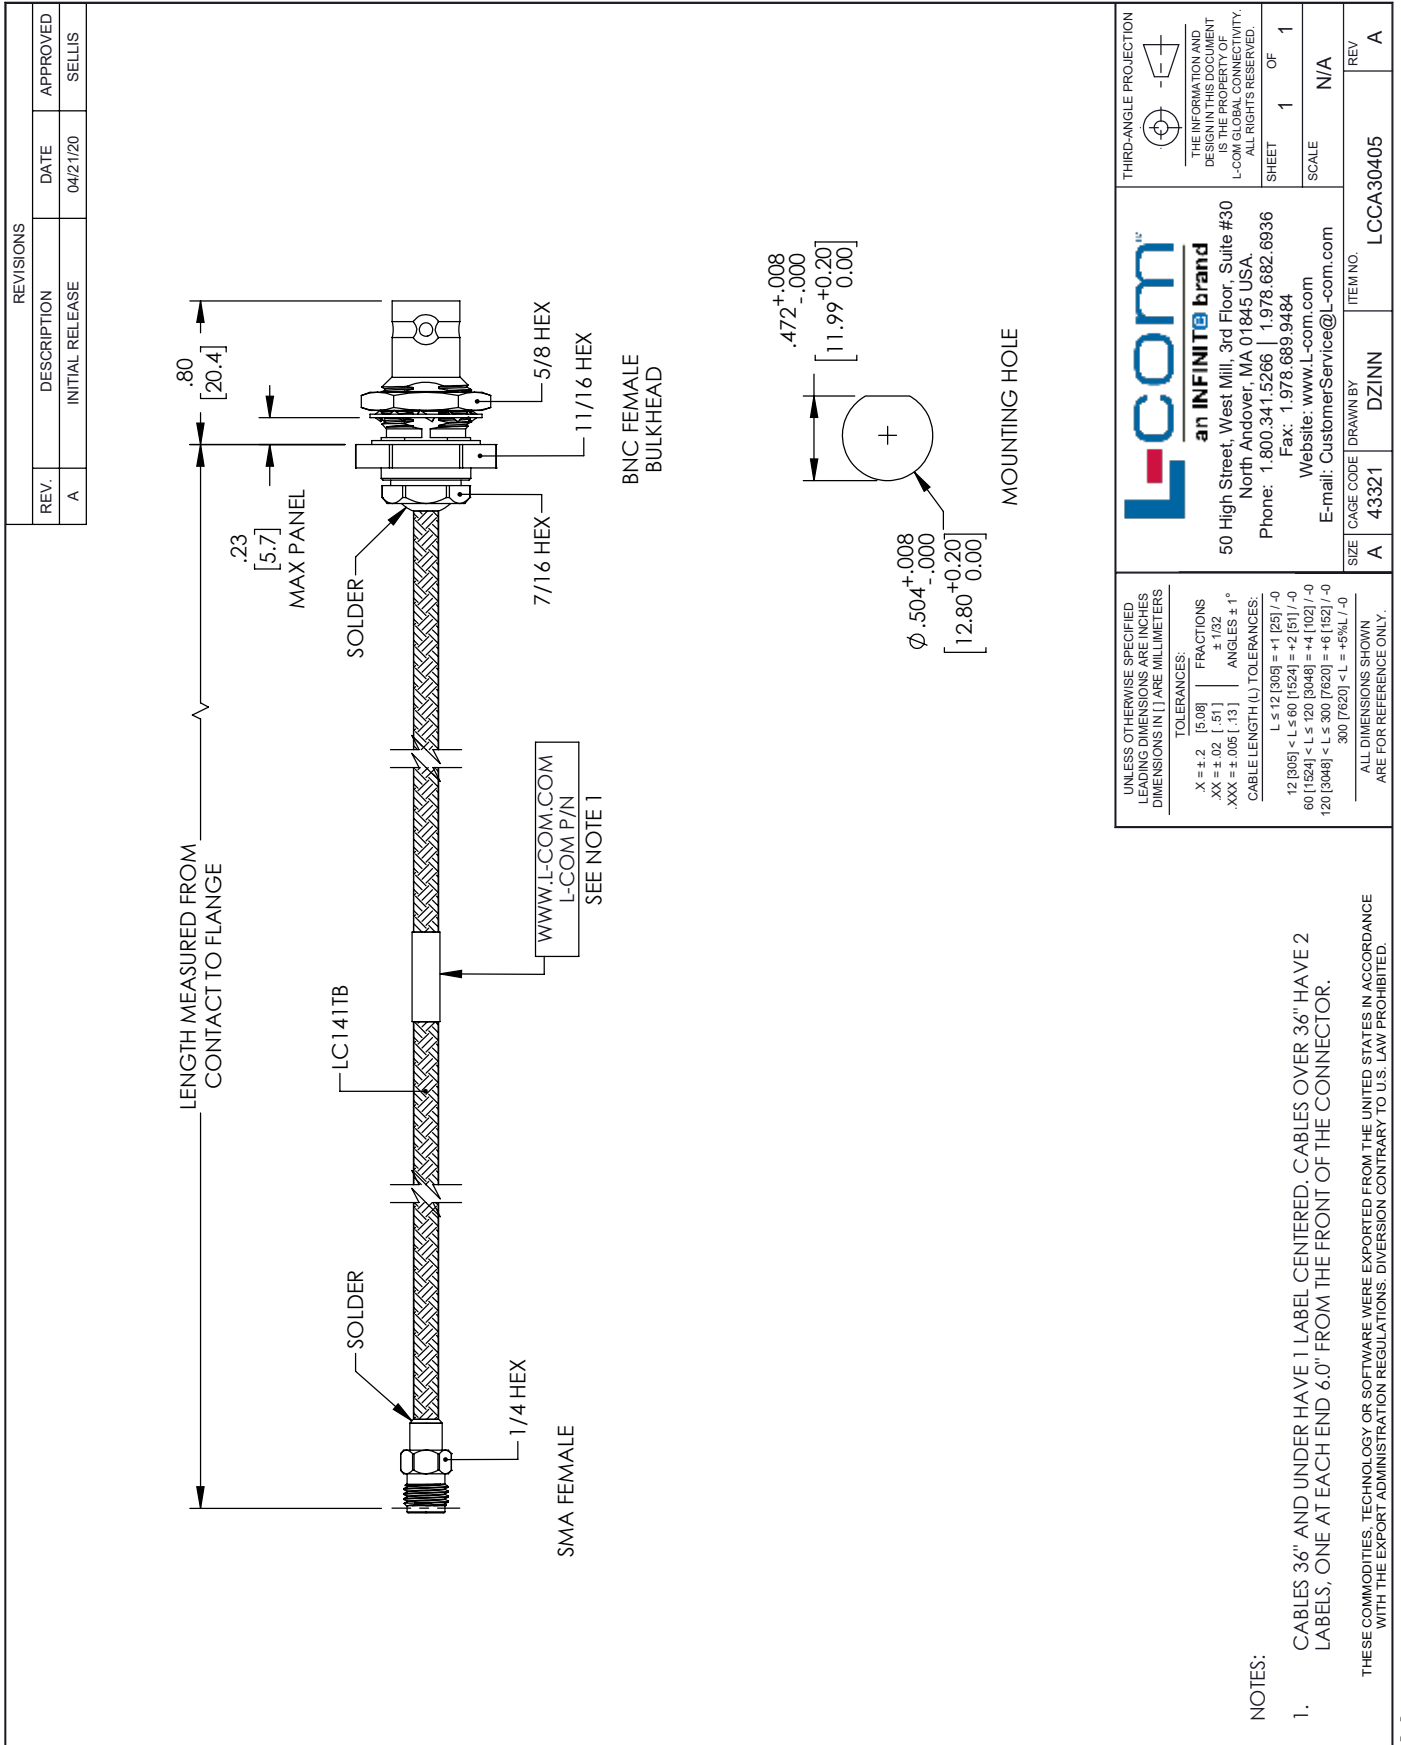 REVISIONS
REV. DESCRIPTION DATE APPROVED
A INITIAL RELEASE 04/21/20 SELLIS
LENGTH MEASURED FROM
CONTACT TO FLANGE
.80
[20.4]
.23
[5.7]
MAX PANEL
SOLDER
LC141TB
SOLDER
1/4 HEX
SMA FEMALE
WWW.L-COM.COM
L-COM P/N
SEE NOTE 1
7/16 HEX
11/16 HEX
5/8 HEX
BNC FEMALE
BULKHEAD
.472+.008
-.000
[11.99+0.20
0.00]
Ø .504+.008
-.000
[12.80+0.20
0.00]
MOUNTING HOLE
NOTES:
1. CABLES 36" AND UNDER HAVE 1 LABEL CENTERED. CABLES OVER 36" HAVE 2
LABELS, ONE AT EACH END 6.0" FROM THE FRONT OF THE CONNECTOR.
THESE COMMODITIES, TECHNOLOGY OR SOFTWARE WERE EXPORTED FROM THE UNITED STATES IN ACCORDANCE
WITH THE EXPORT ADMINISTRATION REGULATIONS. DIVERSION CONTRARY TO U.S. LAW PROHIBITED.
UNLESS OTHERWISE SPECIFIED
LEADING DIMENSIONS ARE INCHES
DIMENSIONS IN [ ] ARE MILLIMETERS
TOLERANCES:
.X = ±.2 [5.08] FRACTIONS
.XX = ±.02 [ .51 ] ± 1/32
.XXX = ±.005 [ .13 ] ANGLES ± 1°
CABLE LENGTH (L) TOLERANCES:
L ≤ 12 [305] = +1 [25] / -0
12 [305] < L ≤ 60 [1524] = +2 [51] / -0
60 [1524] < L ≤ 120 [3048] = +4 [102] / -0
120 [3048] < L ≤ 300 [7620] = +6 [152] / -0
300 [7620] < L = +5%L / -0
ALL DIMENSIONS SHOWN
ARE FOR REFERENCE ONLY.
L-com
an INFINIT@ brand
50 High Street, West Mill, 3rd Floor, Suite #30
North Andover, MA 01845 USA.
Phone: 1.800.341.5266 | 1.978.682.6936
Fax: 1.978.689.9484
Website: www.L-com.com
E-mail: CustomerService@L-com.com
THIRD-ANGLE PROJECTION
THE INFORMATION AND
DESIGN IN THIS DOCUMENT
IS THE PROPERTY OF
L-COM GLOBAL CONNECTIVITY.
ALL RIGHTS RESERVED.
SHEET 1 OF 1
SCALE N/A
SIZE A
CAGE CODE 43321
DRAWN BY DZINN
ITEM NO. LCCA30405
REV A